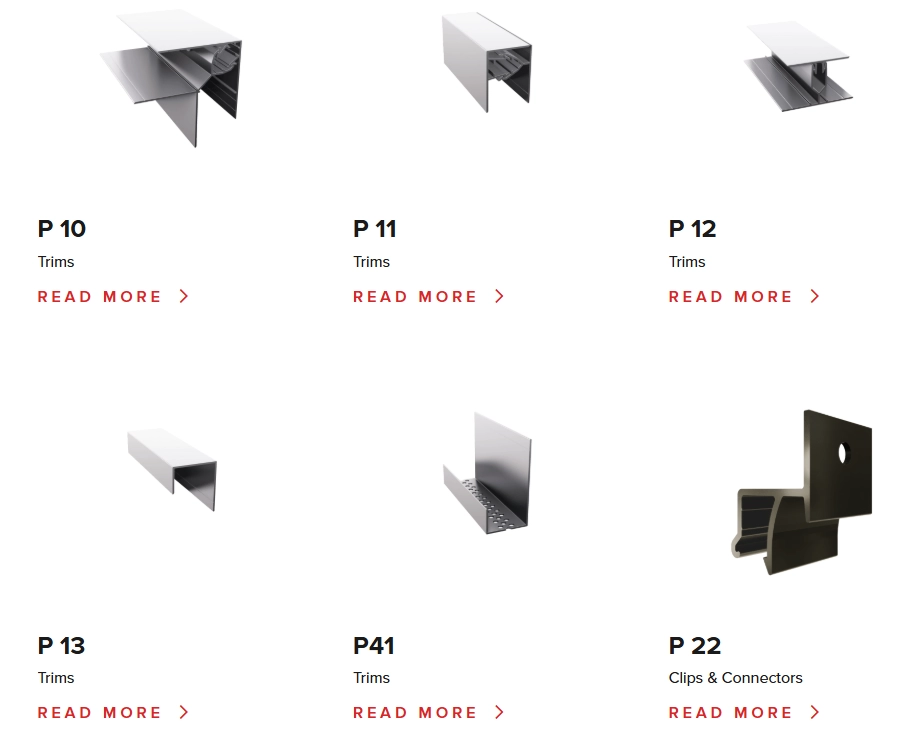 P 10
P 11
P 12
Trims
Trims
Trims
READ MORE
READ MORE
READ MORE
P 13
P41
P 22
Trims
Trims
Clips & Connectors
READ MORE
READ MORE
READ MORE